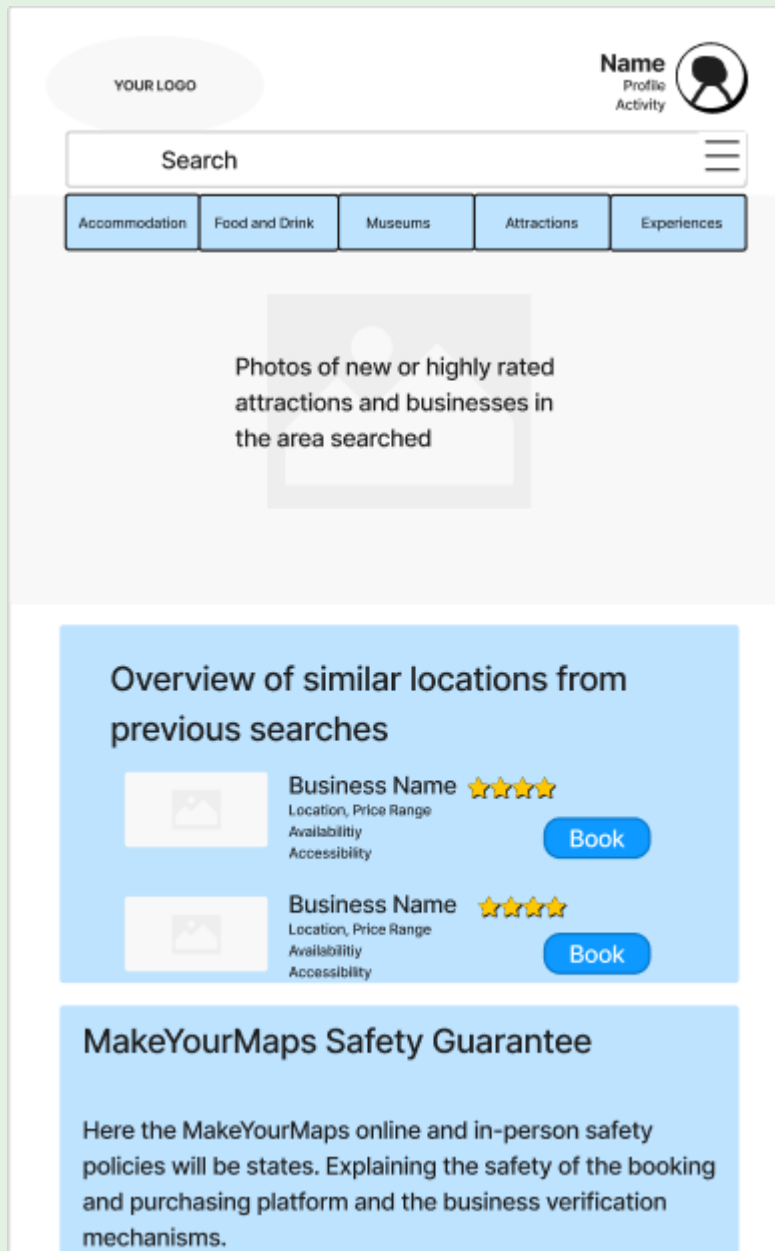 YOUR LOGO
Name
Profile
Activity
Search
Accommodation
Food and Drink
Museums
Attractions
Experiences
Photos of new or highly rated
attractions and businesses in
the area searched
Overview of similar locations from
previous searches
Business Name
Location, Price Range
Availabilitiy
Accessibility
Book
Business Name
Location, Price Range
Availabilitiy
Accessibility
Book
MakeYourMaps Safety Guarantee
Here the MakeYourMaps online and in-person safety
policies will be states. Explaining the safety of the booking
and purchasing platform and the business verification
mechanisms.